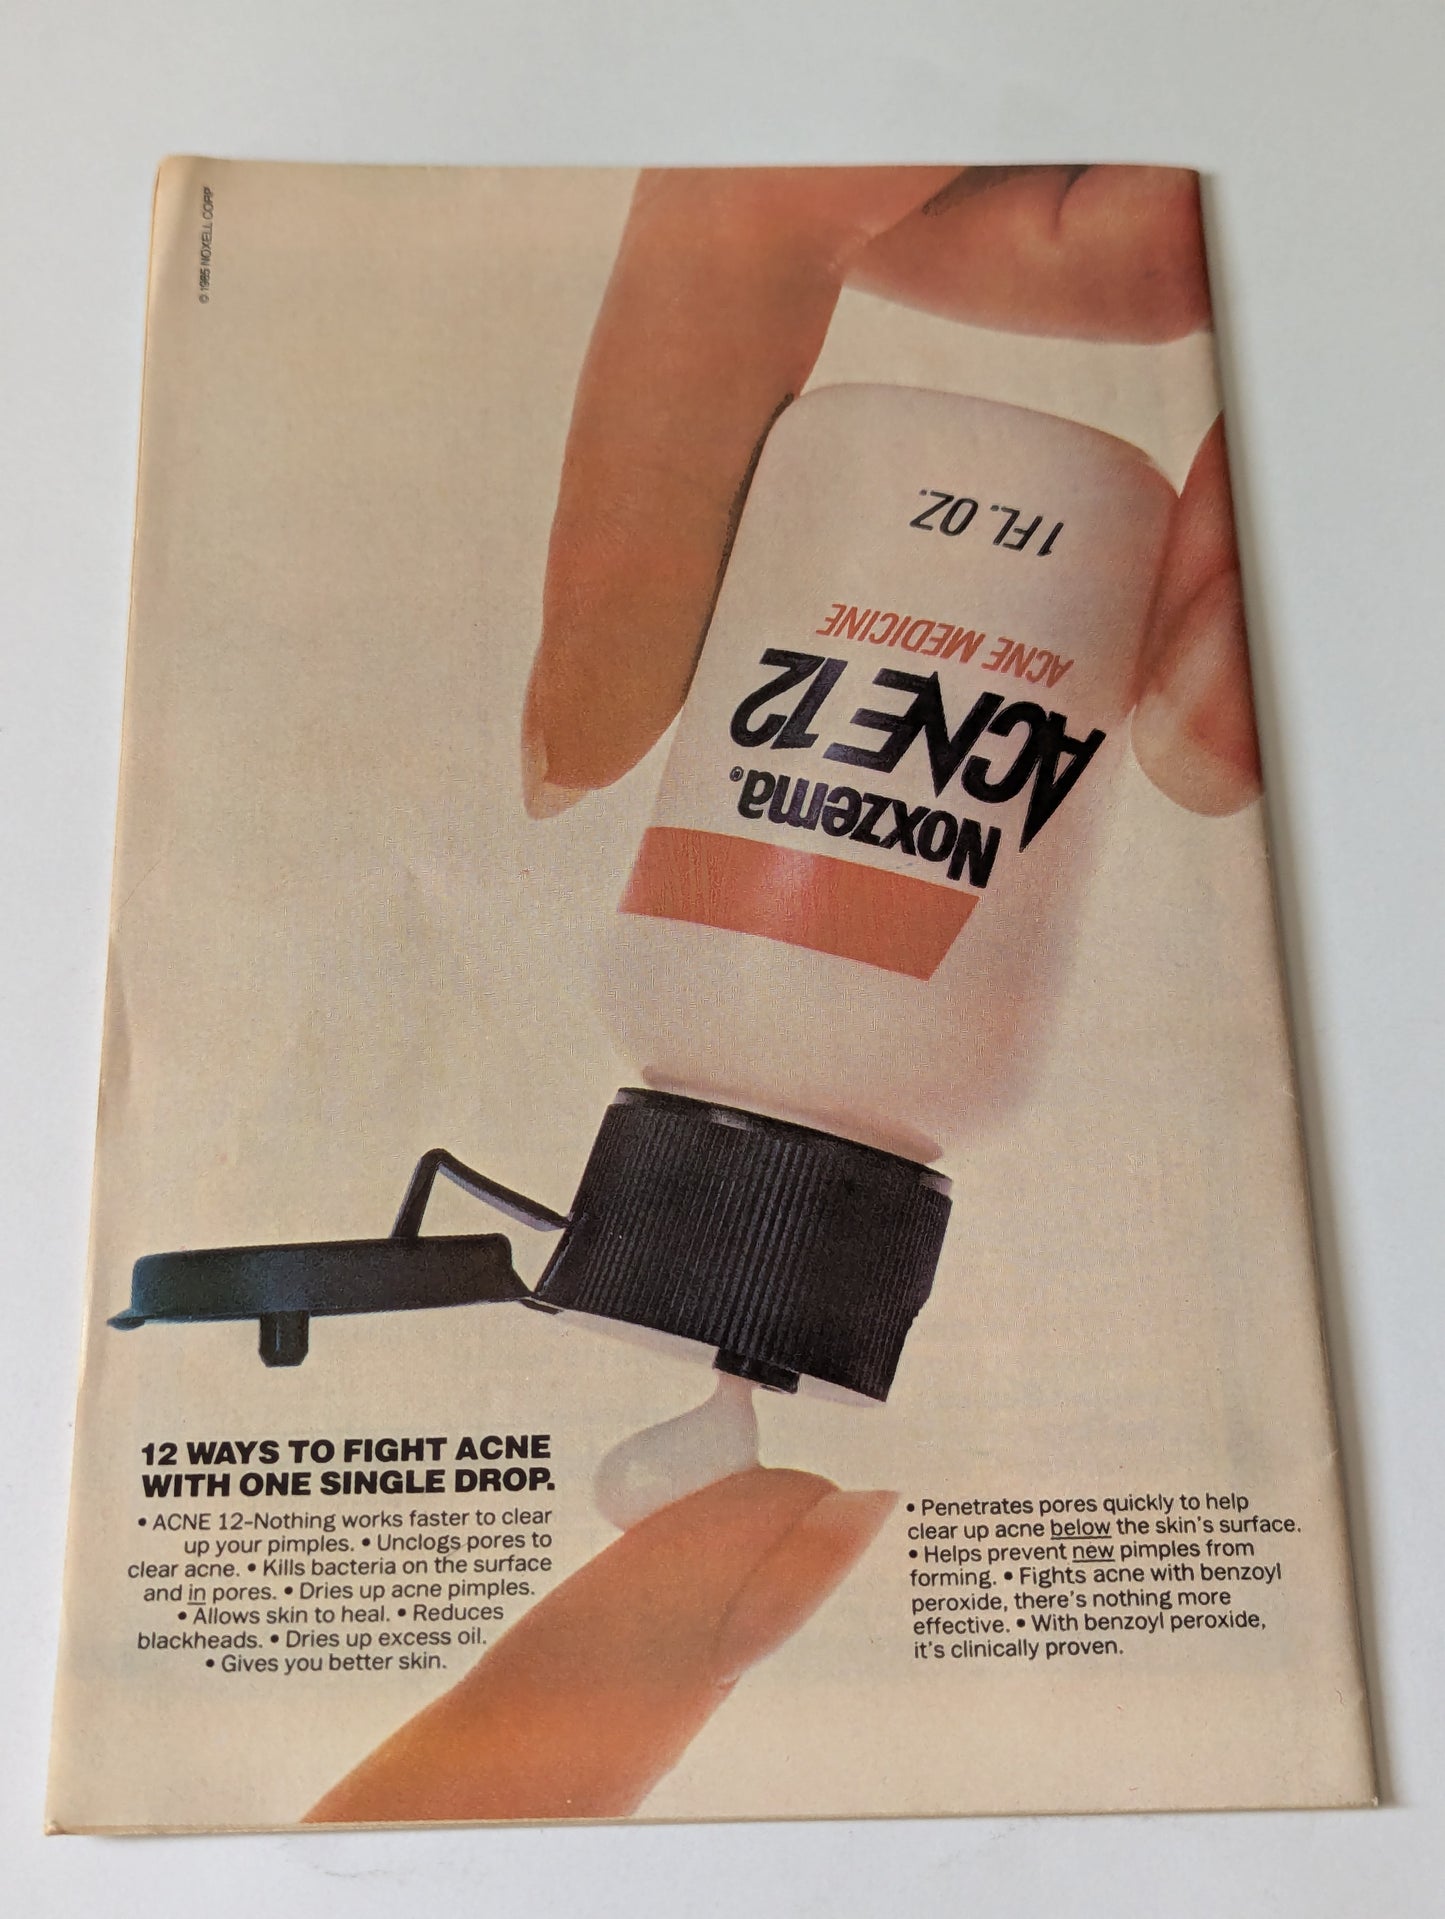 © 1985 NOXELL CORP
1 FL. OZ.
ACNE MEDICINE
ACNE 12
Noxzema®
12 WAYS TO FIGHT ACNE
WITH ONE SINGLE DROP.
• ACNE 12–Nothing works faster to clear
up your pimples. • Unclogs pores to
clear acne. • Kills bacteria on the surface
and in pores. • Dries up acne pimples.
• Allows skin to heal. • Reduces
blackheads. • Dries up excess oil.
• Gives you better skin.
• Penetrates pores quickly to help
clear up acne below the skin's surface.
• Helps prevent new pimples from
forming. • Fights acne with benzoyl
peroxide, there's nothing more
effective. • With benzoyl peroxide,
it's clinically proven.